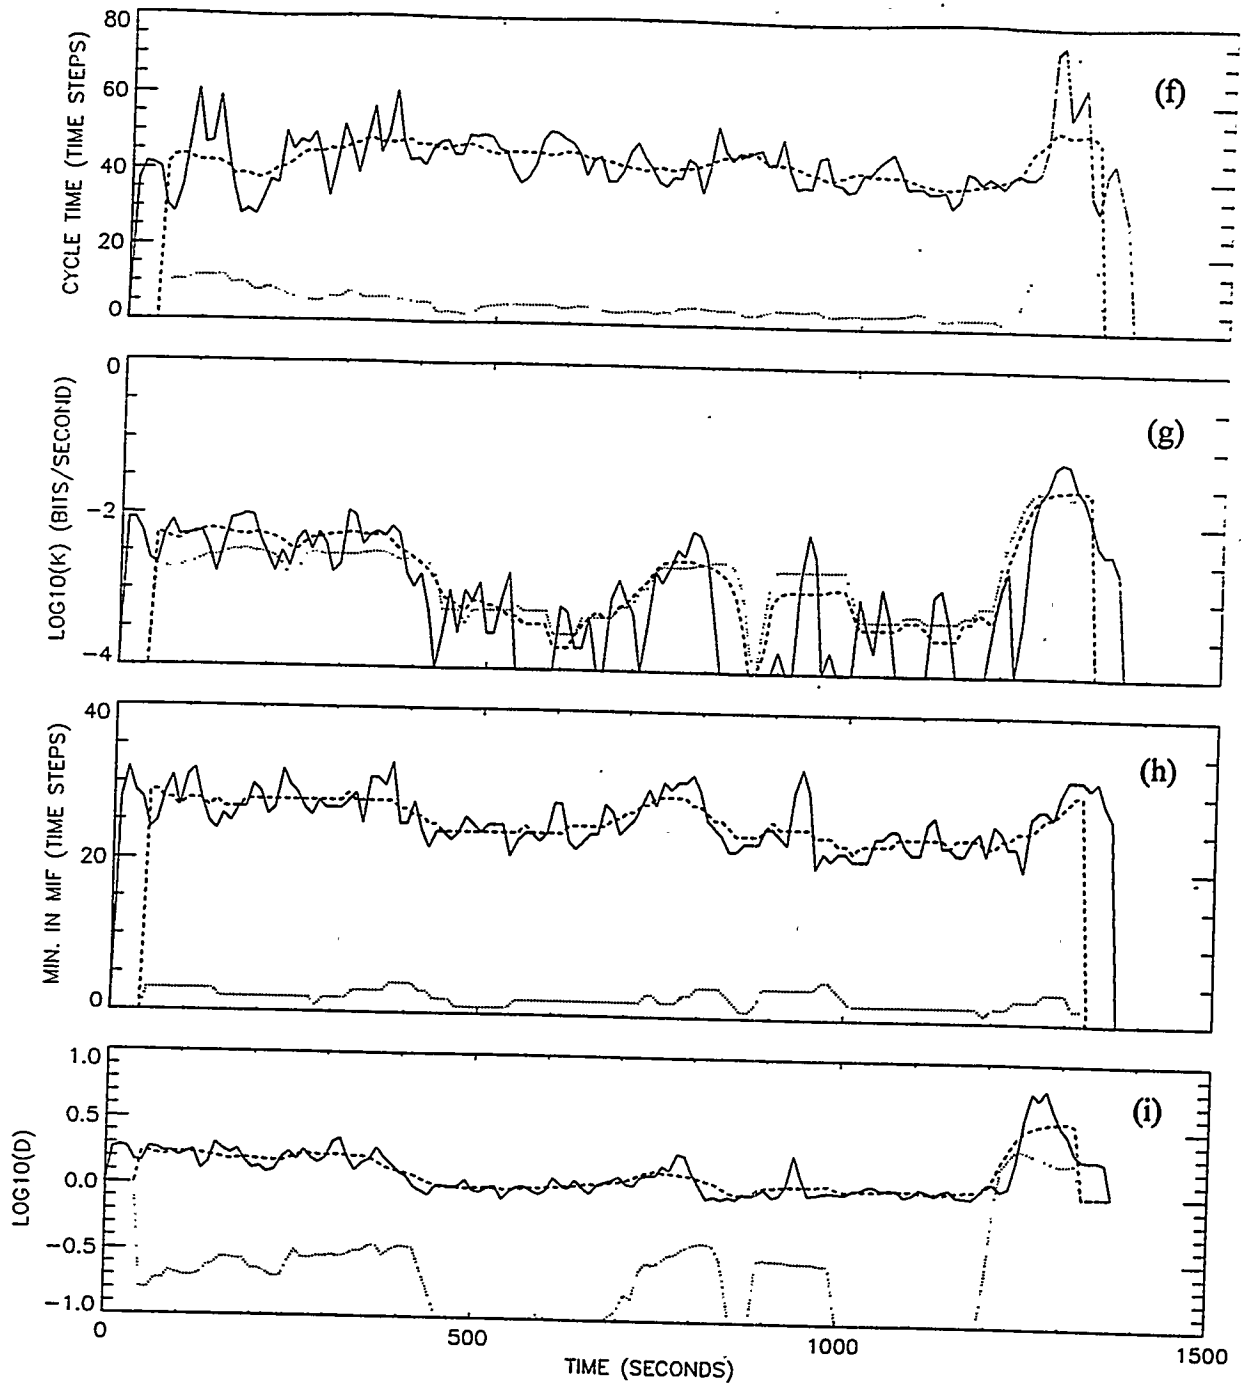 80
60
40
20
0
CYCLE TIME (TIME STEPS)
(f)
0
−2
−4
LOG10(K) (BITS/SECOND)
(g)
40
20
0
MIN. IN MIF (TIME STEPS)
(h)
1.0
0.5
0.0
−0.5
−1.0
LOG10(D)
(i)
0
500
1000
1500
TIME (SECONDS)